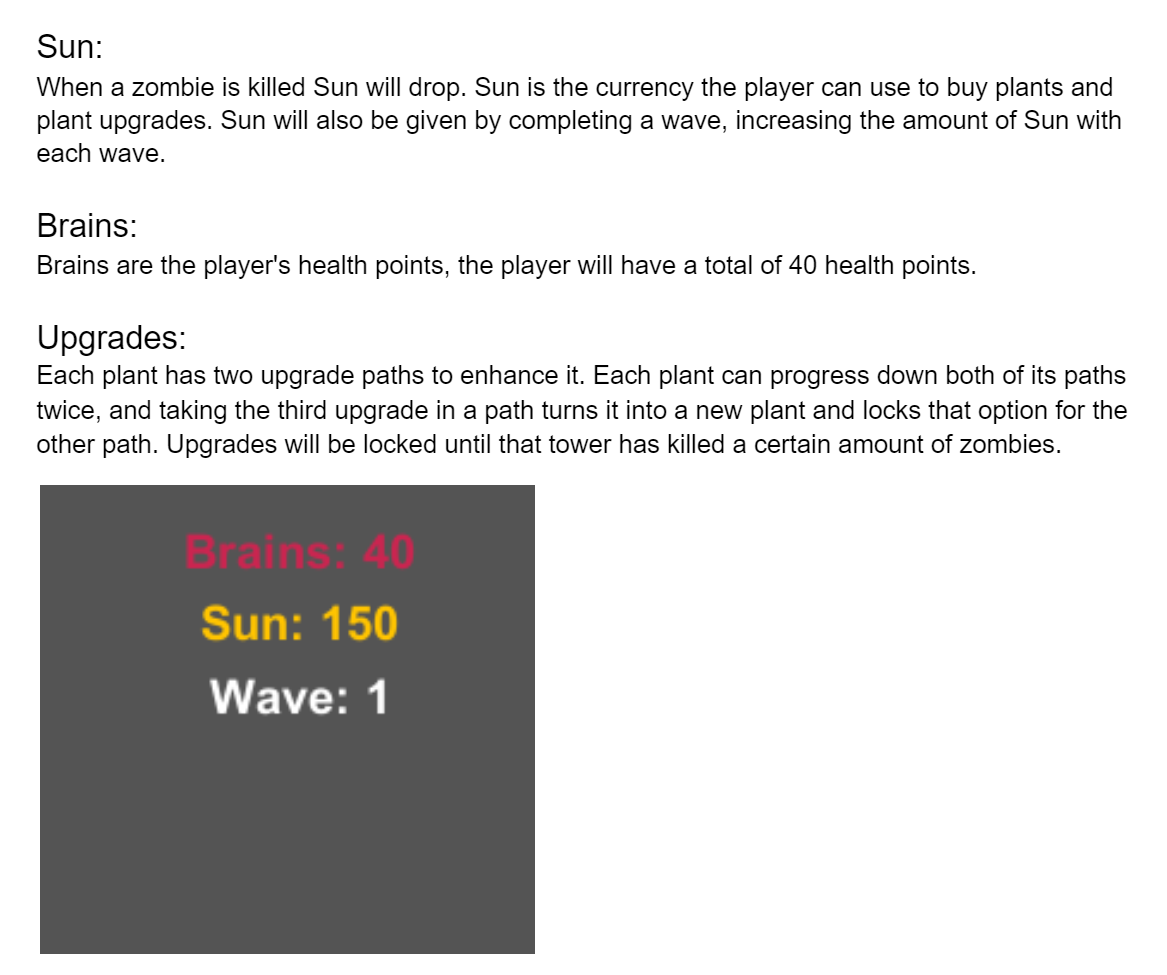 Sun:
When a zombie is killed Sun will drop. Sun is the currency the player can use to buy plants and
plant upgrades. Sun will also be given by completing a wave, increasing the amount of Sun with
each wave.
Brains:
Brains are the player's health points, the player will have a total of 40 health points.
Upgrades:
Each plant has two upgrade paths to enhance it. Each plant can progress down both of its paths
twice, and taking the third upgrade in a path turns it into a new plant and locks that option for the
other path. Upgrades will be locked until that tower has killed a certain amount of zombies.
Brains: 40
Sun: 150
Wave: 1